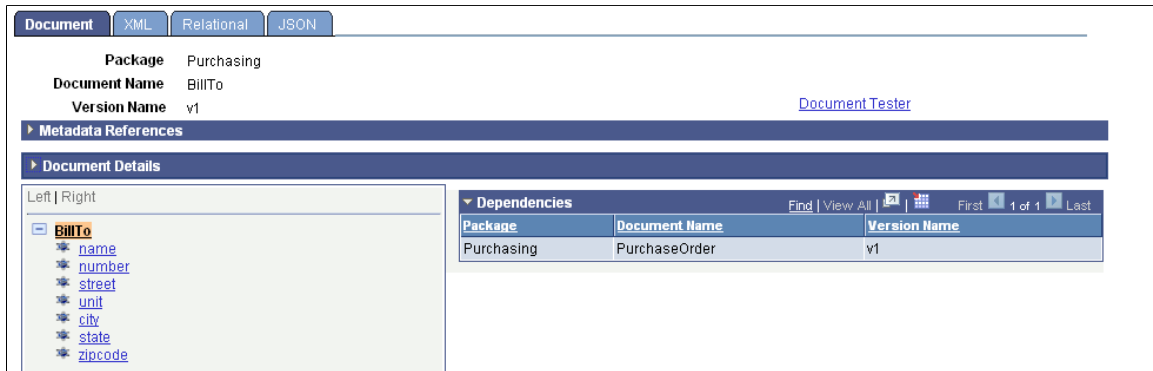 Document XML Relational JSON
Package Purchasing
Document Name BillTo
Version Name v1
Document Tester
Metadata References
Document Details
Left | Right
BillTo
name
number
street
unit
city
state
zipcode
Dependencies Find | View All | | First 1 of 1 Last
Package Document Name Version Name
Purchasing PurchaseOrder v1